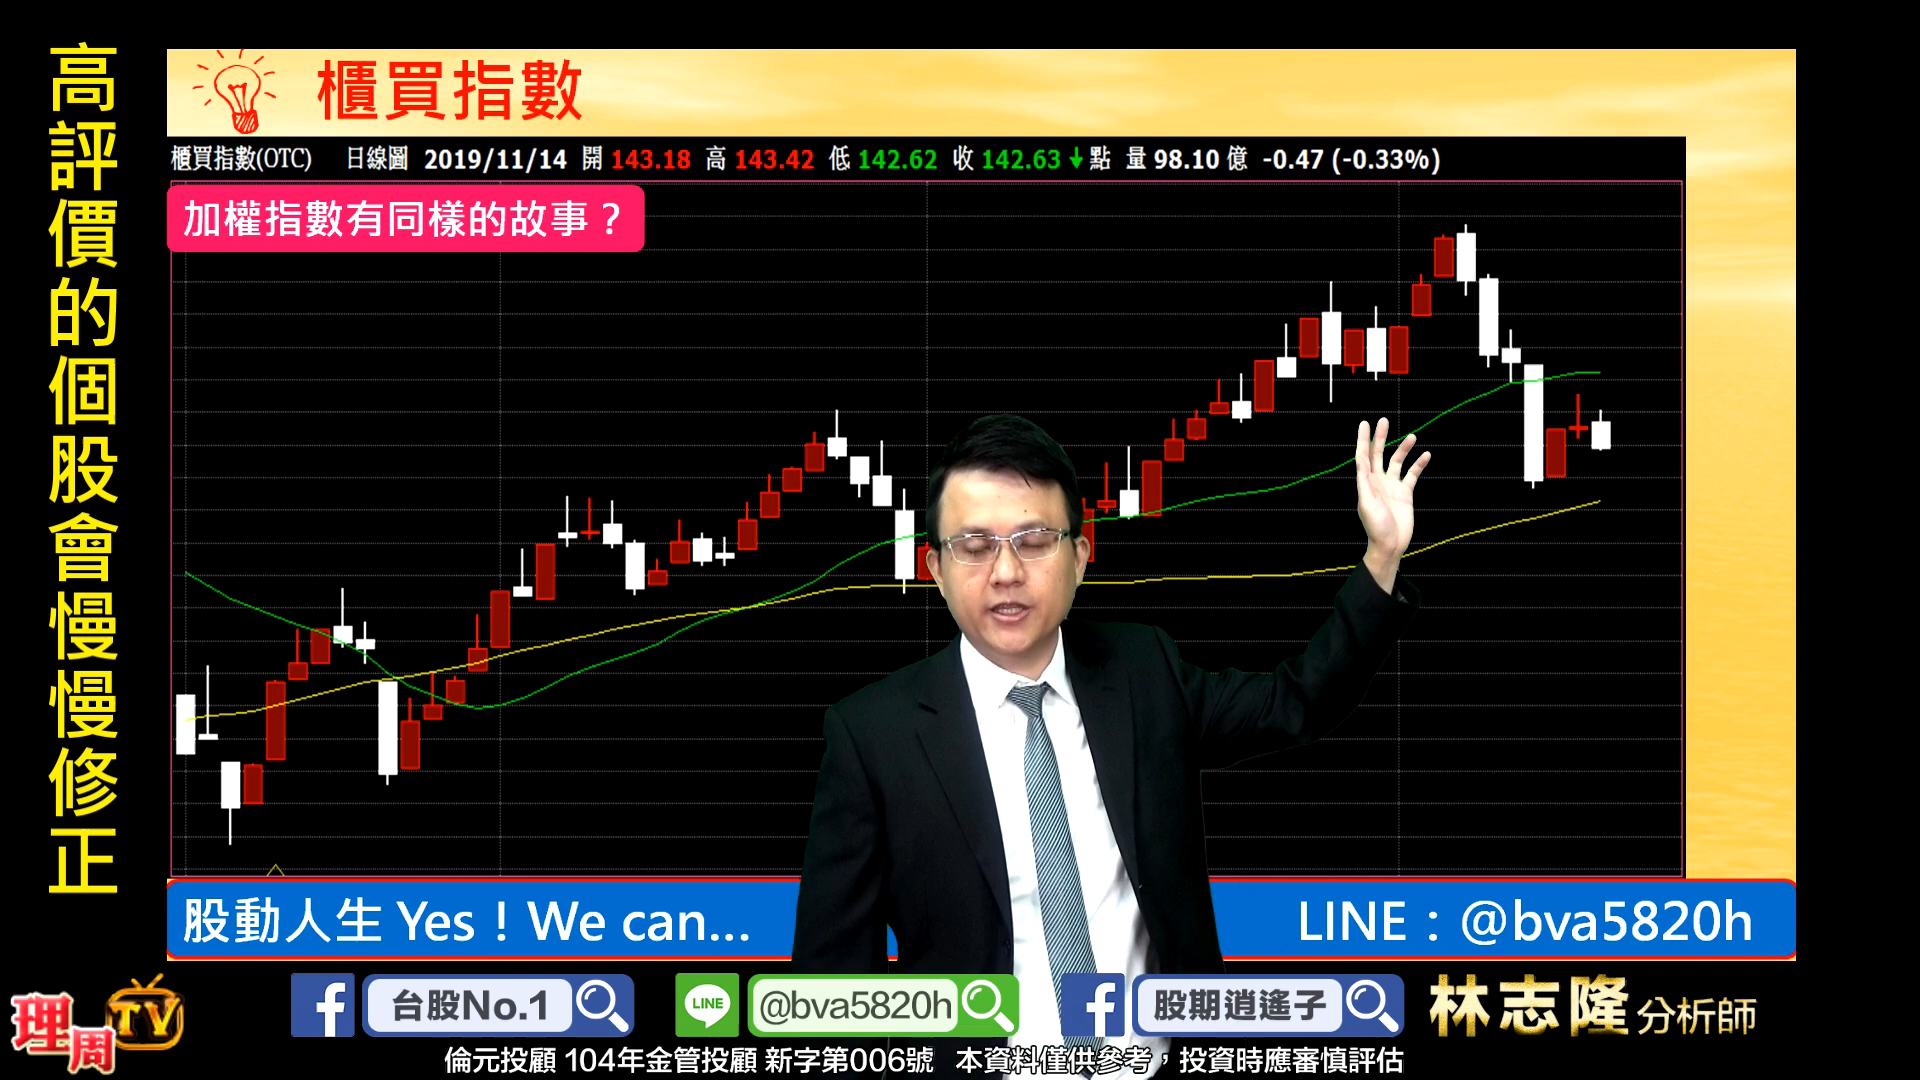 高評價的個股會慢慢修正
櫃買指數
櫃買指數(OTC) 日線圖 2019/11/14 開 143.18 高 143.42 低 142.62 收 142.63↓點 量 98.10 億 -0.47 (-0.33%)
加權指數有同樣的故事？
股動人生 Yes！We can...
LINE：@bva5820h
理周TV
f 台股No.1
LINE @bva5820h
f 股期逍遙子
林志隆 分析師
倫元投顧 104年金管投顧 新字第006號 本資料僅供參考，投資時應審慎評估